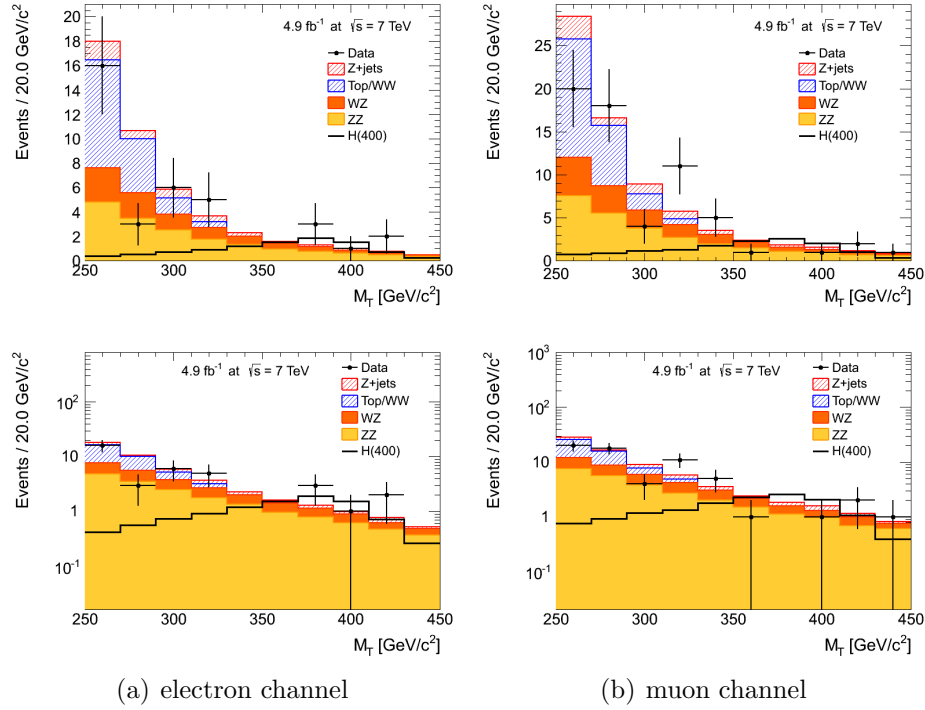 4.9 fb⁻¹ at √s = 7 TeV
Data
Z+jets
Top/WW
WZ
ZZ
H(400)
Events / 20.0 GeV/c²
20
18
16
14
12
10
8
6
4
2
0
250 300 350 400 450
M_T [GeV/c²]
4.9 fb⁻¹ at √s = 7 TeV
Data
Z+jets
Top/WW
WZ
ZZ
H(400)
Events / 20.0 GeV/c²
25
20
15
10
5
0
250 300 350 400 450
M_T [GeV/c²]
4.9 fb⁻¹ at √s = 7 TeV
Data
Z+jets
Top/WW
WZ
ZZ
H(400)
Events / 20.0 GeV/c²
10²
10
1
10⁻¹
250 300 350 400 450
M_T [GeV/c²]
4.9 fb⁻¹ at √s = 7 TeV
Data
Z+jets
Top/WW
WZ
ZZ
H(400)
Events / 20.0 GeV/c²
10³
10²
10
1
10⁻¹
250 300 350 400 450
M_T [GeV/c²]
(a) electron channel
(b) muon channel